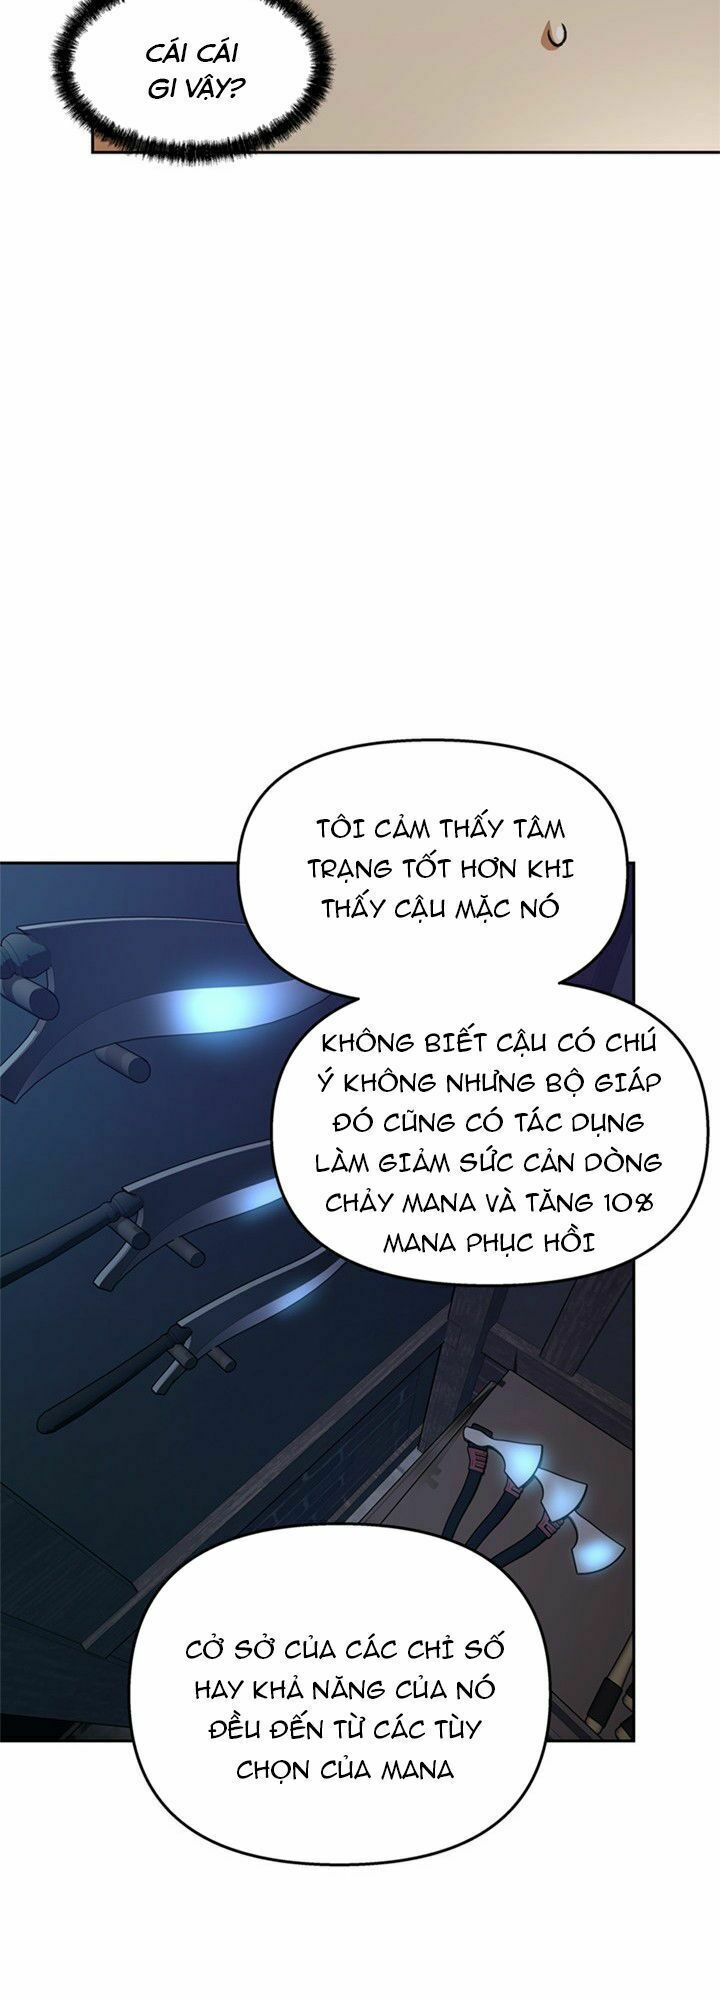 CÁI CÁI
GI VẬY?
TÔI CẢM THẤY TÂM
TRẠNG TỐT HƠN KHI
THẤY CẬU MẶC NÓ
KHÔNG BIẾT CẬU CÓ CHÚ
Ý KHÔNG NHƯNG BỘ GIÁP
ĐÓ CŨNG CÓ TÁC DỤNG
LÀM GIẢM SỨC CẢN DÒNG
CHẢY MANA VÀ TĂNG 10%
MANA PHỤC HỒI
CỞ SỞ CỦA CÁC CHỈ SỐ
HAY KHẢ NĂNG CỦA NÓ
ĐỀU ĐẾN TỪ CÁC TÙY
CHỌN CỦA MANA